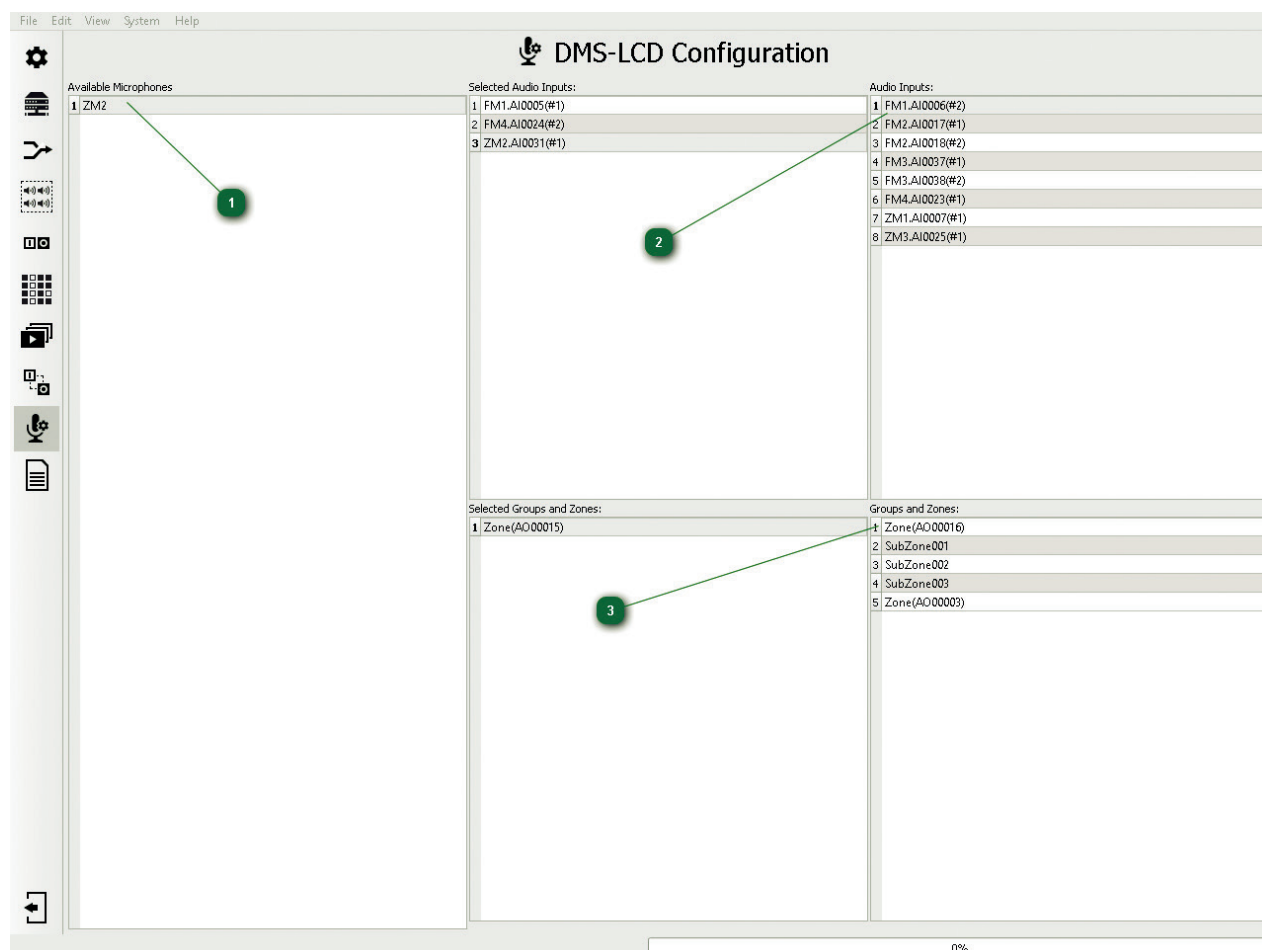 File Edit View System Help
DMS-LCD Configuration
Available Microphones
1 ZM2
1
Selected Audio Inputs:
1 FM1.AI0005(#1)
2 FM4.AI0024(#2)
3 ZM2.AI0031(#1)
2
Audio Inputs:
1 FM1.AI0006(#2)
2 FM2.AI0017(#1)
3 FM2.AI0018(#2)
4 FM3.AI0037(#1)
5 FM3.AI0038(#2)
6 FM4.AI0023(#1)
7 ZM1.AI0007(#1)
8 ZM3.AI0025(#1)
Selected Groups and Zones:
1 Zone(AO00015)
3
Groups and Zones:
1 Zone(AO00016)
2 SubZone001
3 SubZone002
4 SubZone003
5 Zone(AO00003)
0%